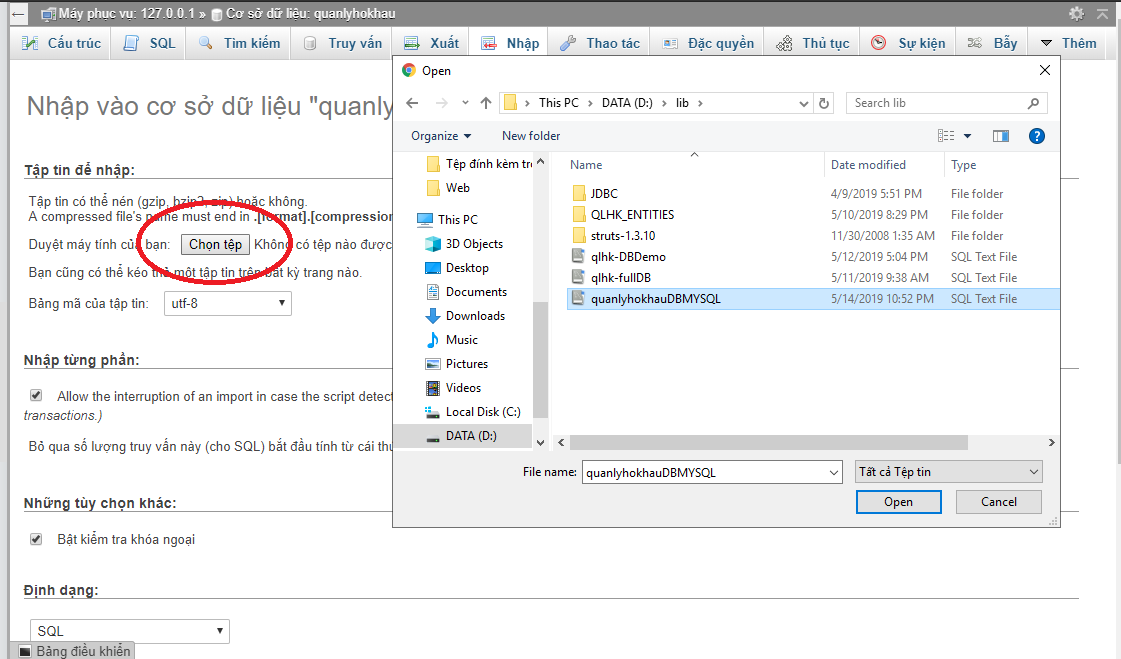 Máy phục vụ: 127.0.0.1 » Cơ sở dữ liệu: quanlyhokhau
Cấu trúc SQL Tìm kiếm Truy vấn Xuất Nhập Thao tác Đặc quyền Thủ tục Sự kiện Bẫy Thêm
Nhập vào cơ sở dữ liệu "quanly
Tập tin để nhập:
Tập tin có thể nén (gzip, bzip2, zip) hoặc không.
A compressed file's name must end in .[format].[compression
Duyệt máy tính của bạn: Chọn tệp Không có tệp nào được
Bạn cũng có thể kéo thả một tập tin trên bất kỳ trang nào.
Bảng mã của tập tin: utf-8
Nhập từng phần:
Allow the interruption of an import in case the script detect
transactions.)
Bỏ qua số lượng truy vấn này (cho SQL) bắt đầu tính từ cái
Những tùy chọn khác:
Bật kiểm tra khóa ngoại
Định dạng:
SQL
Bảng điều khiển
Open
This PC DATA (D:) lib
Search lib
Organize New folder
Tệp đính kèm
Web
This PC
3D Objects
Desktop
Documents
Downloads
Music
Pictures
Videos
Local Disk (C:)
DATA (D:)
Name Date modified Type
JDBC 4/9/2019 5:51 PM File folder
QLHK_ENTITIES 5/10/2019 8:29 PM File folder
struts-1.3.10 11/30/2008 1:35 AM File folder
qlhk-DBDemo 5/12/2019 5:04 PM SQL Text File
qlhk-fullDB 5/11/2019 9:38 AM SQL Text File
quanlyhokhauDBMYSQL 5/14/2019 10:52 PM SQL Text File
File name: quanlyhokhauDBMYSQL Tất cả Tệp tin
Open Cancel